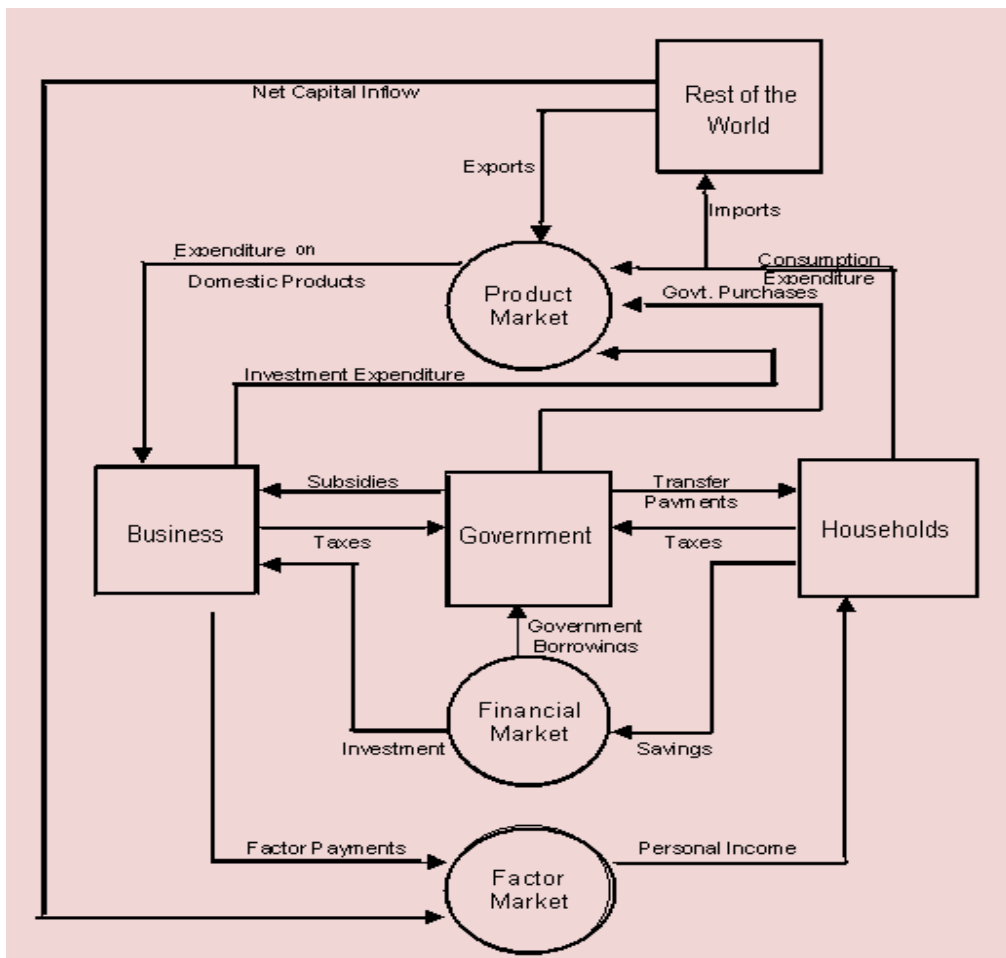 Rest of the
World
Net Capital Inflow
Exports
Imports
Expenditure on
Domestic Products
Consumption
Expenditure
Product
Market
Govt. Purchases
Investment Expenditure
Subsidies
Transfer
Payments
Business
Government
Households
Taxes
Taxes
Government
Borrowings
Financial
Market
Investment
Savings
Factor Payments
Personal Income
Factor
Market